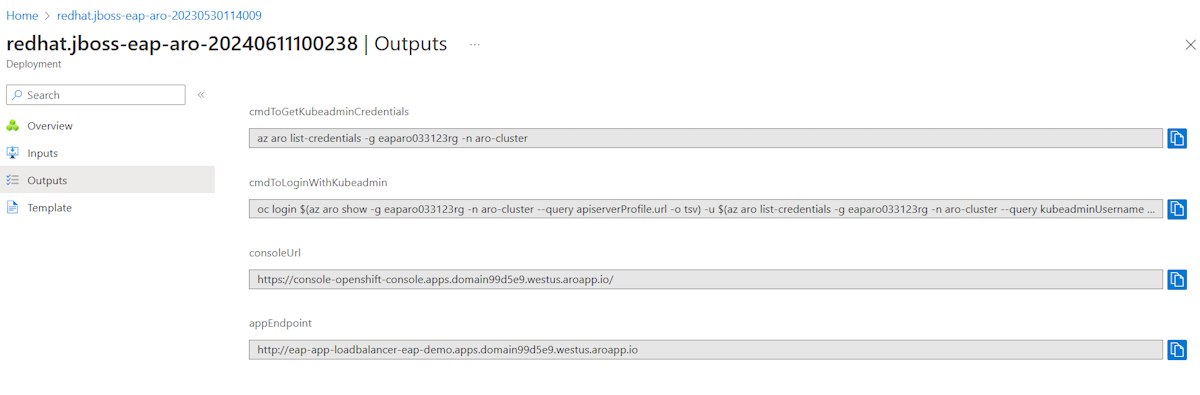 Home > redhat.jboss-eap-aro-20230530114009
redhat.jboss-eap-aro-20240611100238 | Outputs ...
Deployment
Search
«
Overview
Inputs
Outputs
Template
cmdToGetKubeadminCredentials
az aro list-credentials -g eaparo033123rg -n aro-cluster
cmdToLoginWithKubeadmin
oc login $(az aro show -g eaparo033123rg -n aro-cluster --query apiserverProfile.url -o tsv) -u $(az aro list-credentials -g eaparo033123rg -n aro-cluster --query kubeadminUsername ...
consoleUrl
https://console-openshift-console.apps.domain99d5e9.westus.aroapp.io/
appEndpoint
http://eap-app-loadbalancer-eap-demo.apps.domain99d5e9.westus.aroapp.io